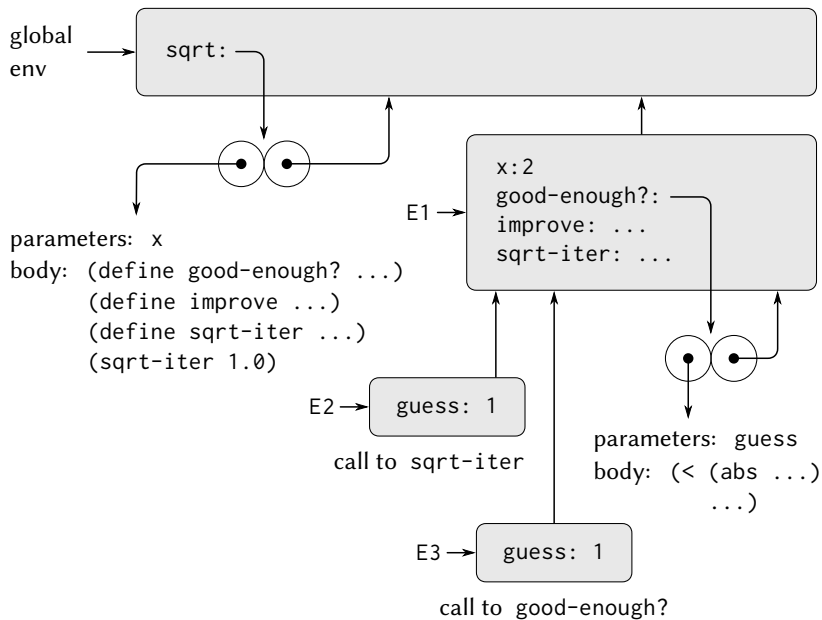 global
env
sqrt:
x:2
good-enough?:
improve: ...
sqrt-iter: ...
E1
parameters: x
body: (define good-enough? ...)
(define improve ...)
(define sqrt-iter ...)
(sqrt-iter 1.0)
E2
guess: 1
call to sqrt-iter
parameters: guess
body: (< (abs ...)
...)
E3
guess: 1
call to good-enough?